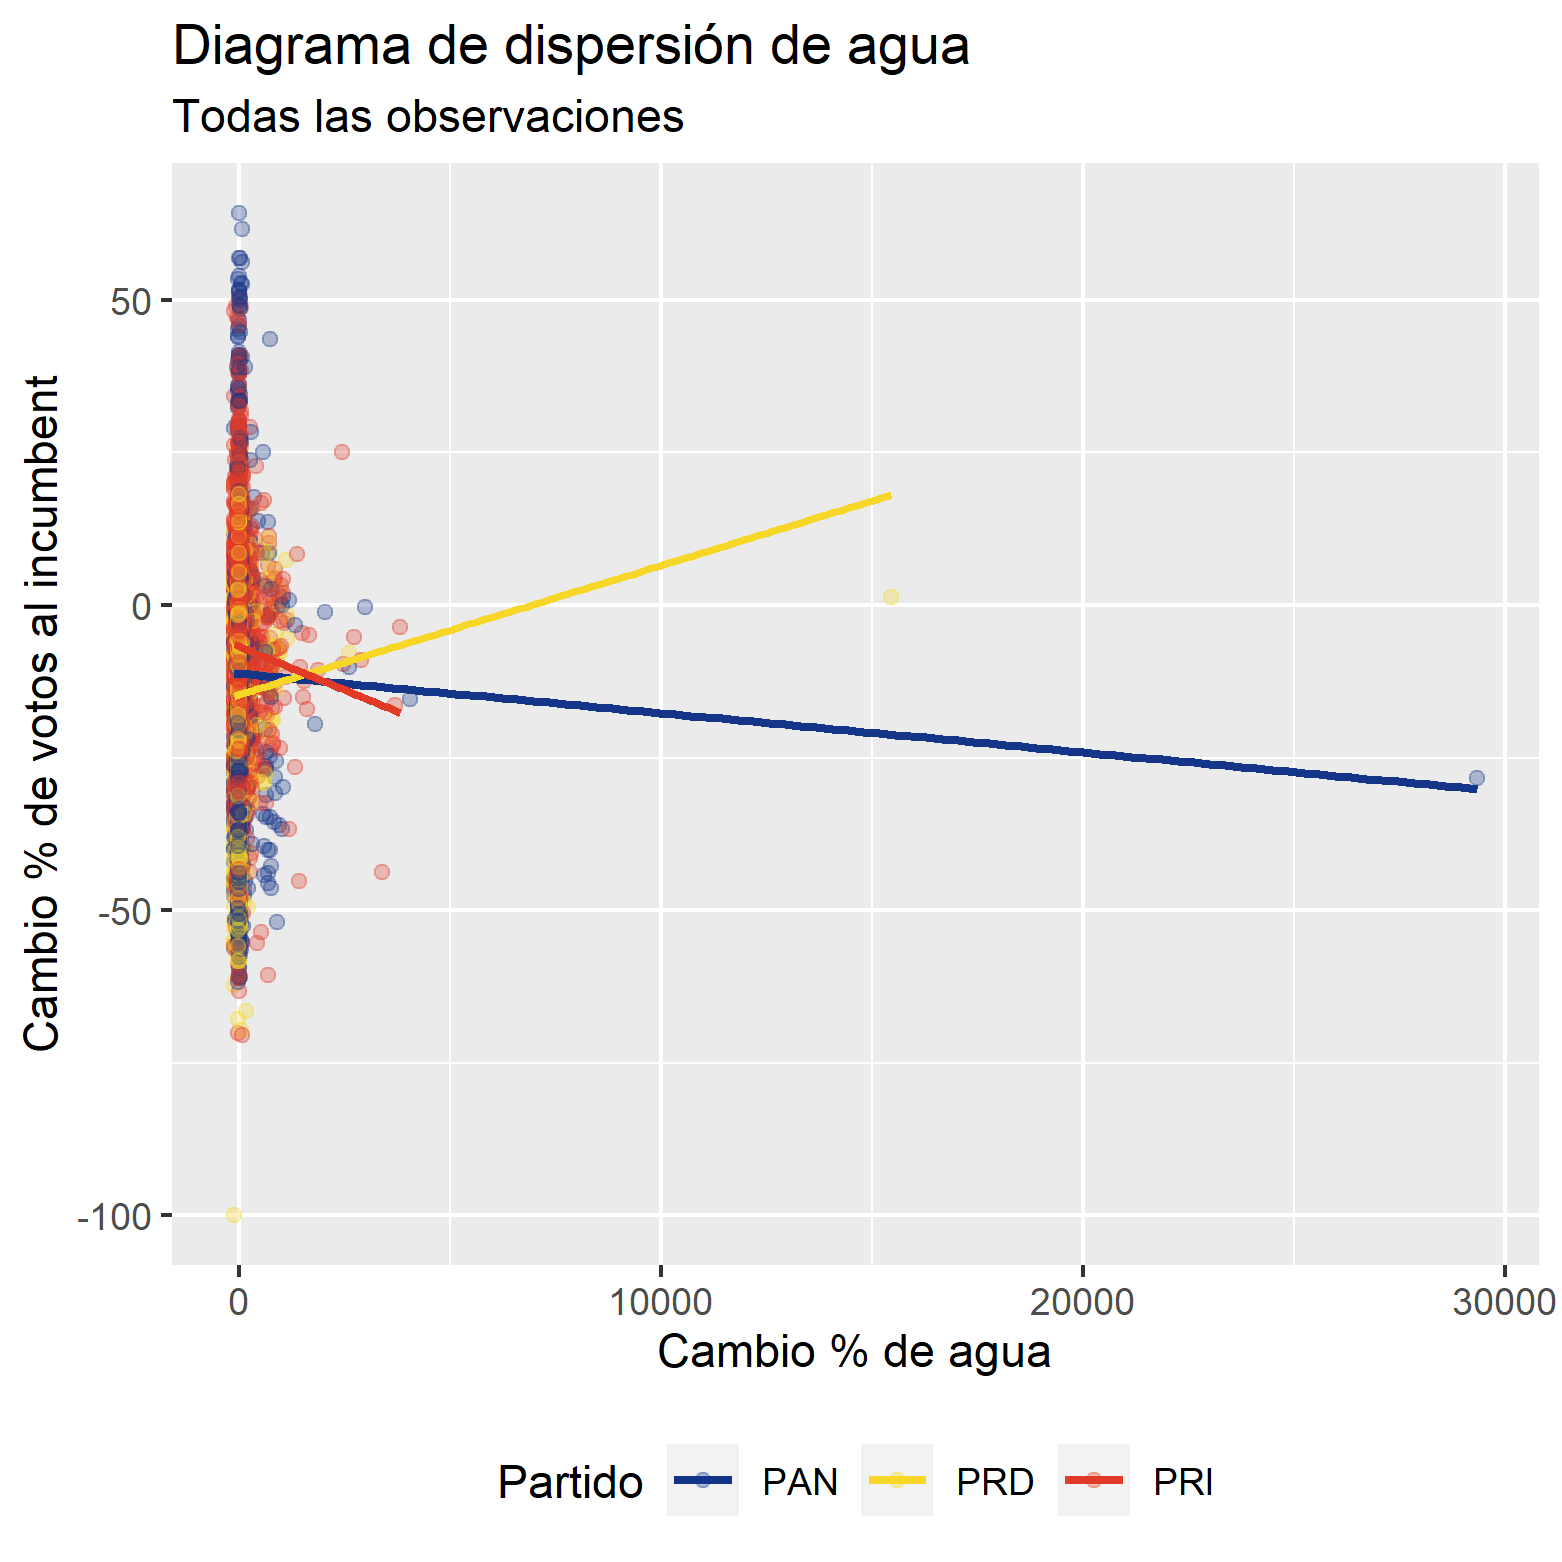 Diagrama de dispersión de agua
Todas las observaciones
Cambio % de votos al incumbent
50
0
-50
-100
0 10000 20000 30000
Cambio % de agua
Partido PAN PRD PRI